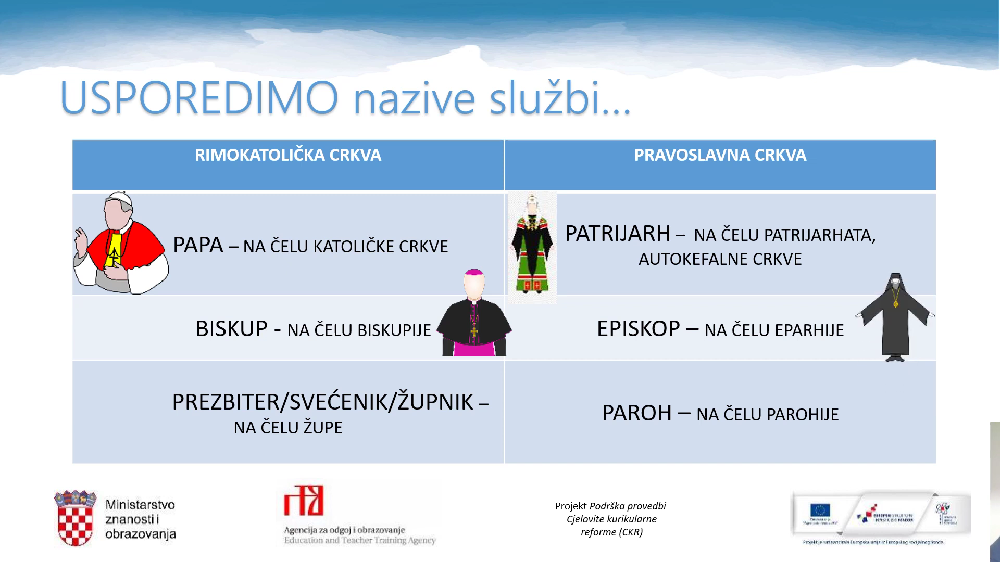 USPOREDIMO nazive službi...
RIMOKATOLIČKA CRKVA
PRAVOSLAVNA CRKVA
PAPA – NA ČELU KATOLIČKE CRKVE
PATRIJARH – NA ČELU PATRIJARHATA,
AUTOKEFALNE CRKVE
BISKUP - NA ČELU BISKUPIJE
EPISKOP – NA ČELU EPARHIJE
PREZBITER/SVEĆENIK/ŽUPNIK –
NA ČELU ŽUPE
PAROH – NA ČELU PAROHIJE
Ministarstvo
znanosti i
obrazovanja
Agencija za odgoj i obrazovanje
Education and Teacher Training Agency
Projekt Podrška provedbi
Cjelovite kurikularne
reforme (CKR)
Projekt je sufinancirala Europska unija iz Europskog socijalnog fonda.